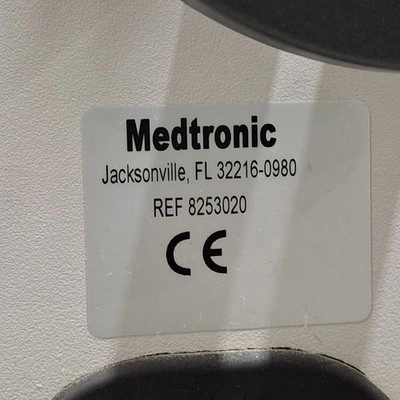 Medtronic
Jacksonville, FL 32216-0980
REF 8253020
CE